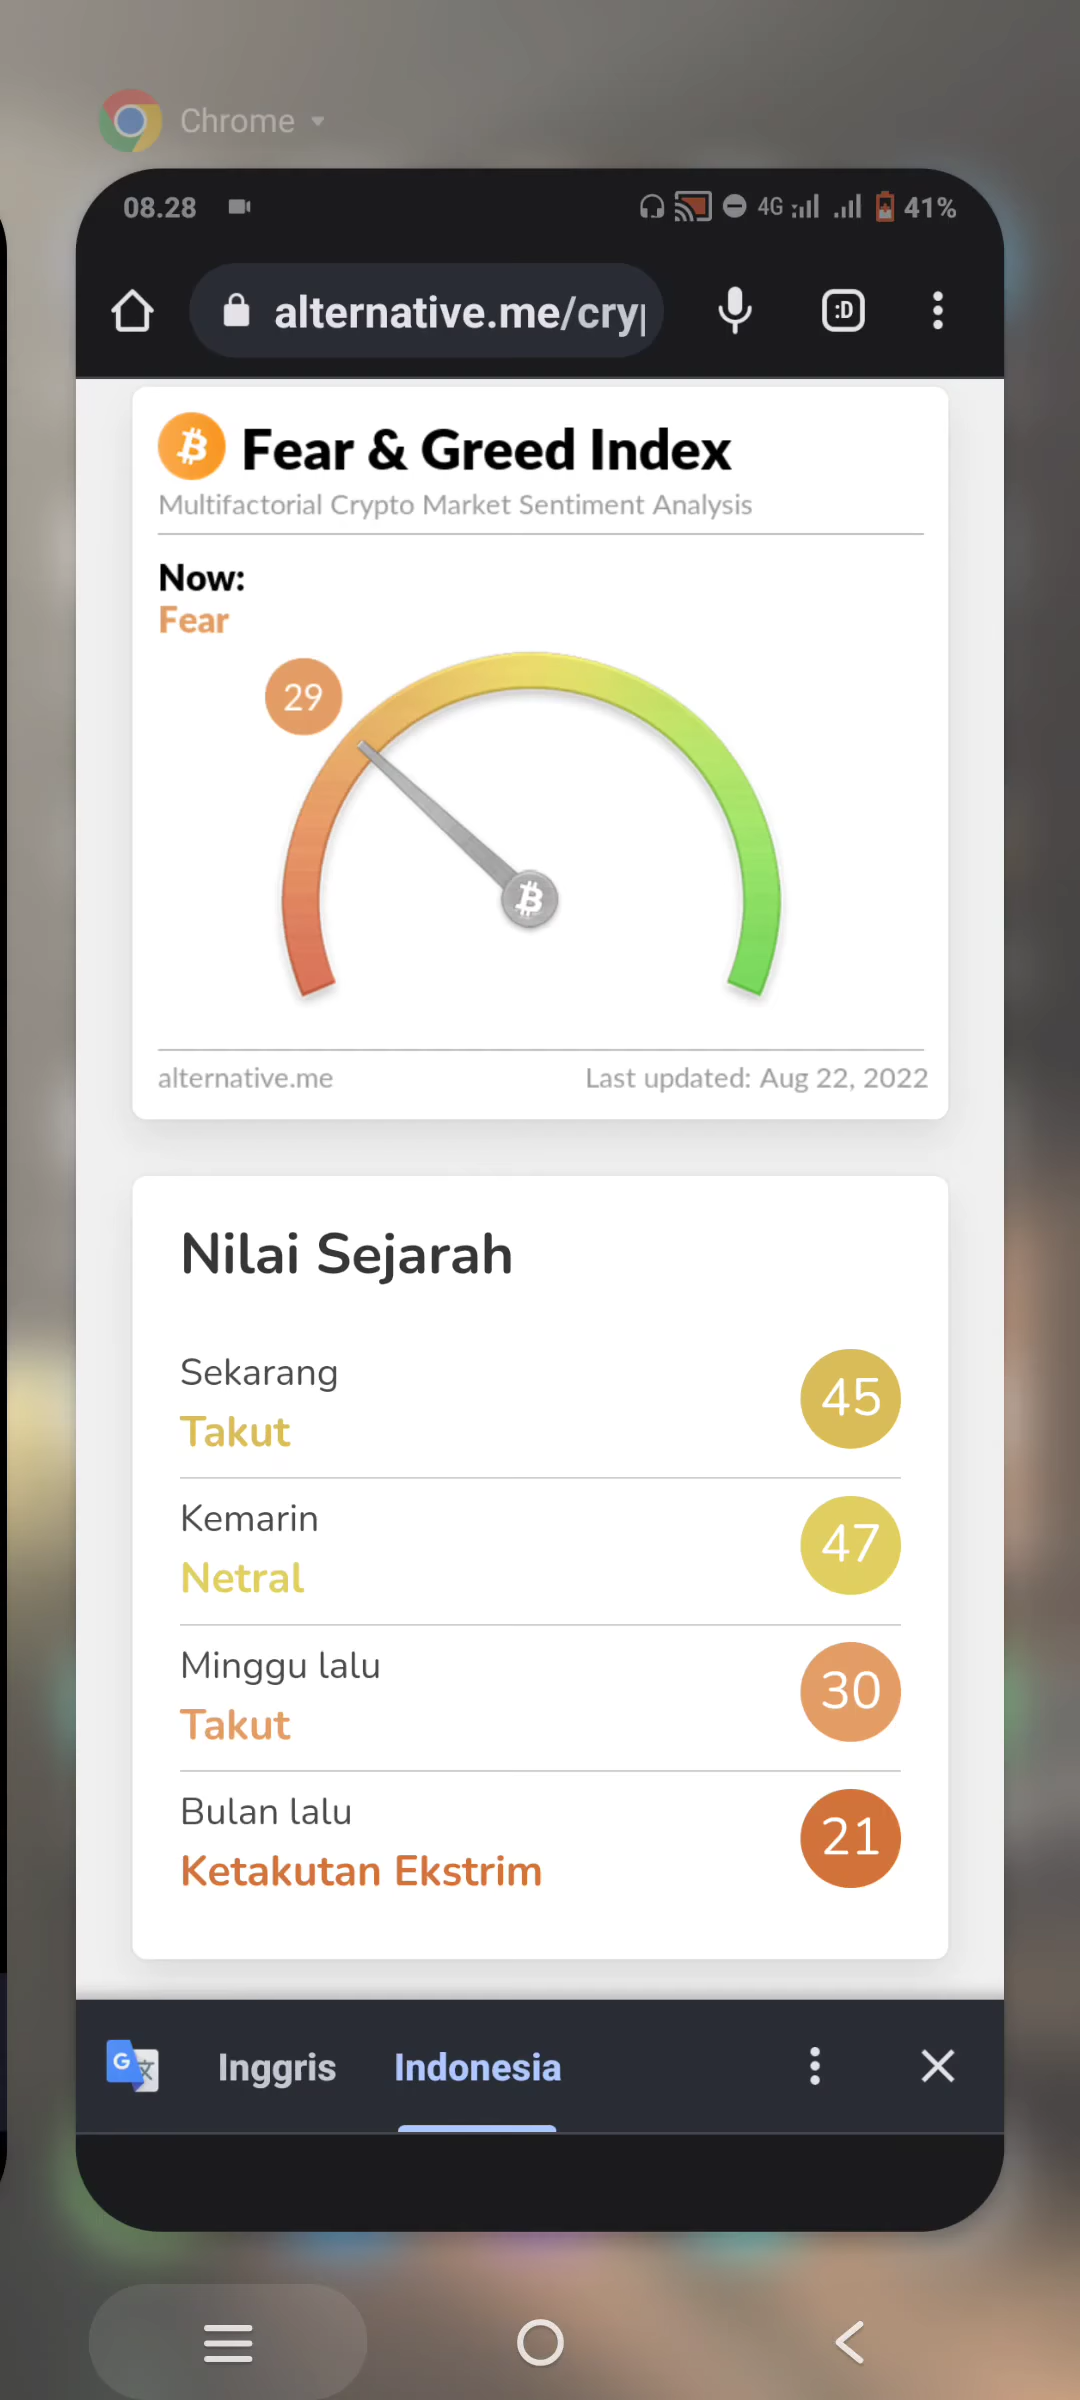 Chrome
08.28
4G
41%
alternative.me/cry
:D
Fear & Greed Index
Multifactorial Crypto Market Sentiment Analysis
Now:
Fear
29
alternative.me
Last updated: Aug 22, 2022
Nilai Sejarah
Sekarang
Takut
45
Kemarin
Netral
47
Minggu lalu
Takut
30
Bulan lalu
Ketakutan Ekstrim
21
Inggris
Indonesia